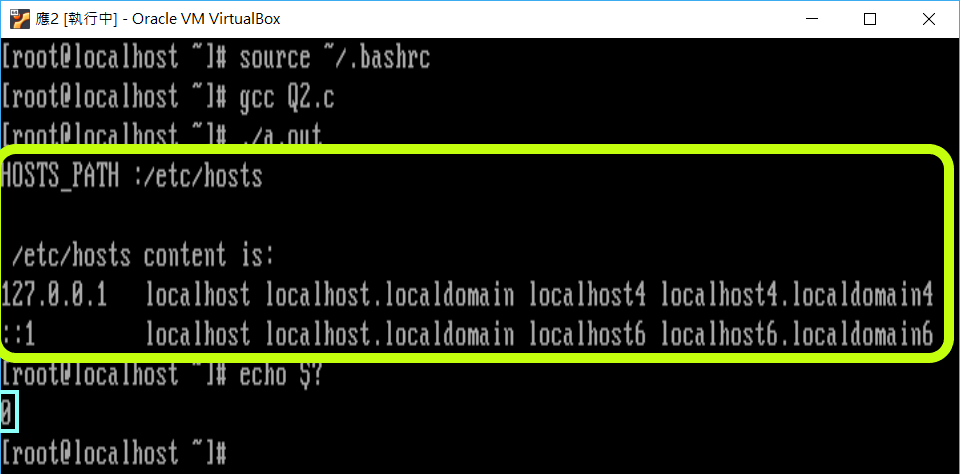 應2 [執行中] - Oracle VM VirtualBox
[root@localhost ~]# source ~/.bashrc
[root@localhost ~]# gcc Q2.c
[root@localhost ~]# ./a.out
HOSTS_PATH :/etc/hosts
/etc/hosts content is:
127.0.0.1   localhost localhost.localdomain localhost4 localhost4.localdomain4
::1         localhost localhost.localdomain localhost6 localhost6.localdomain6
[root@localhost ~]# echo $?
0
[root@localhost ~]#